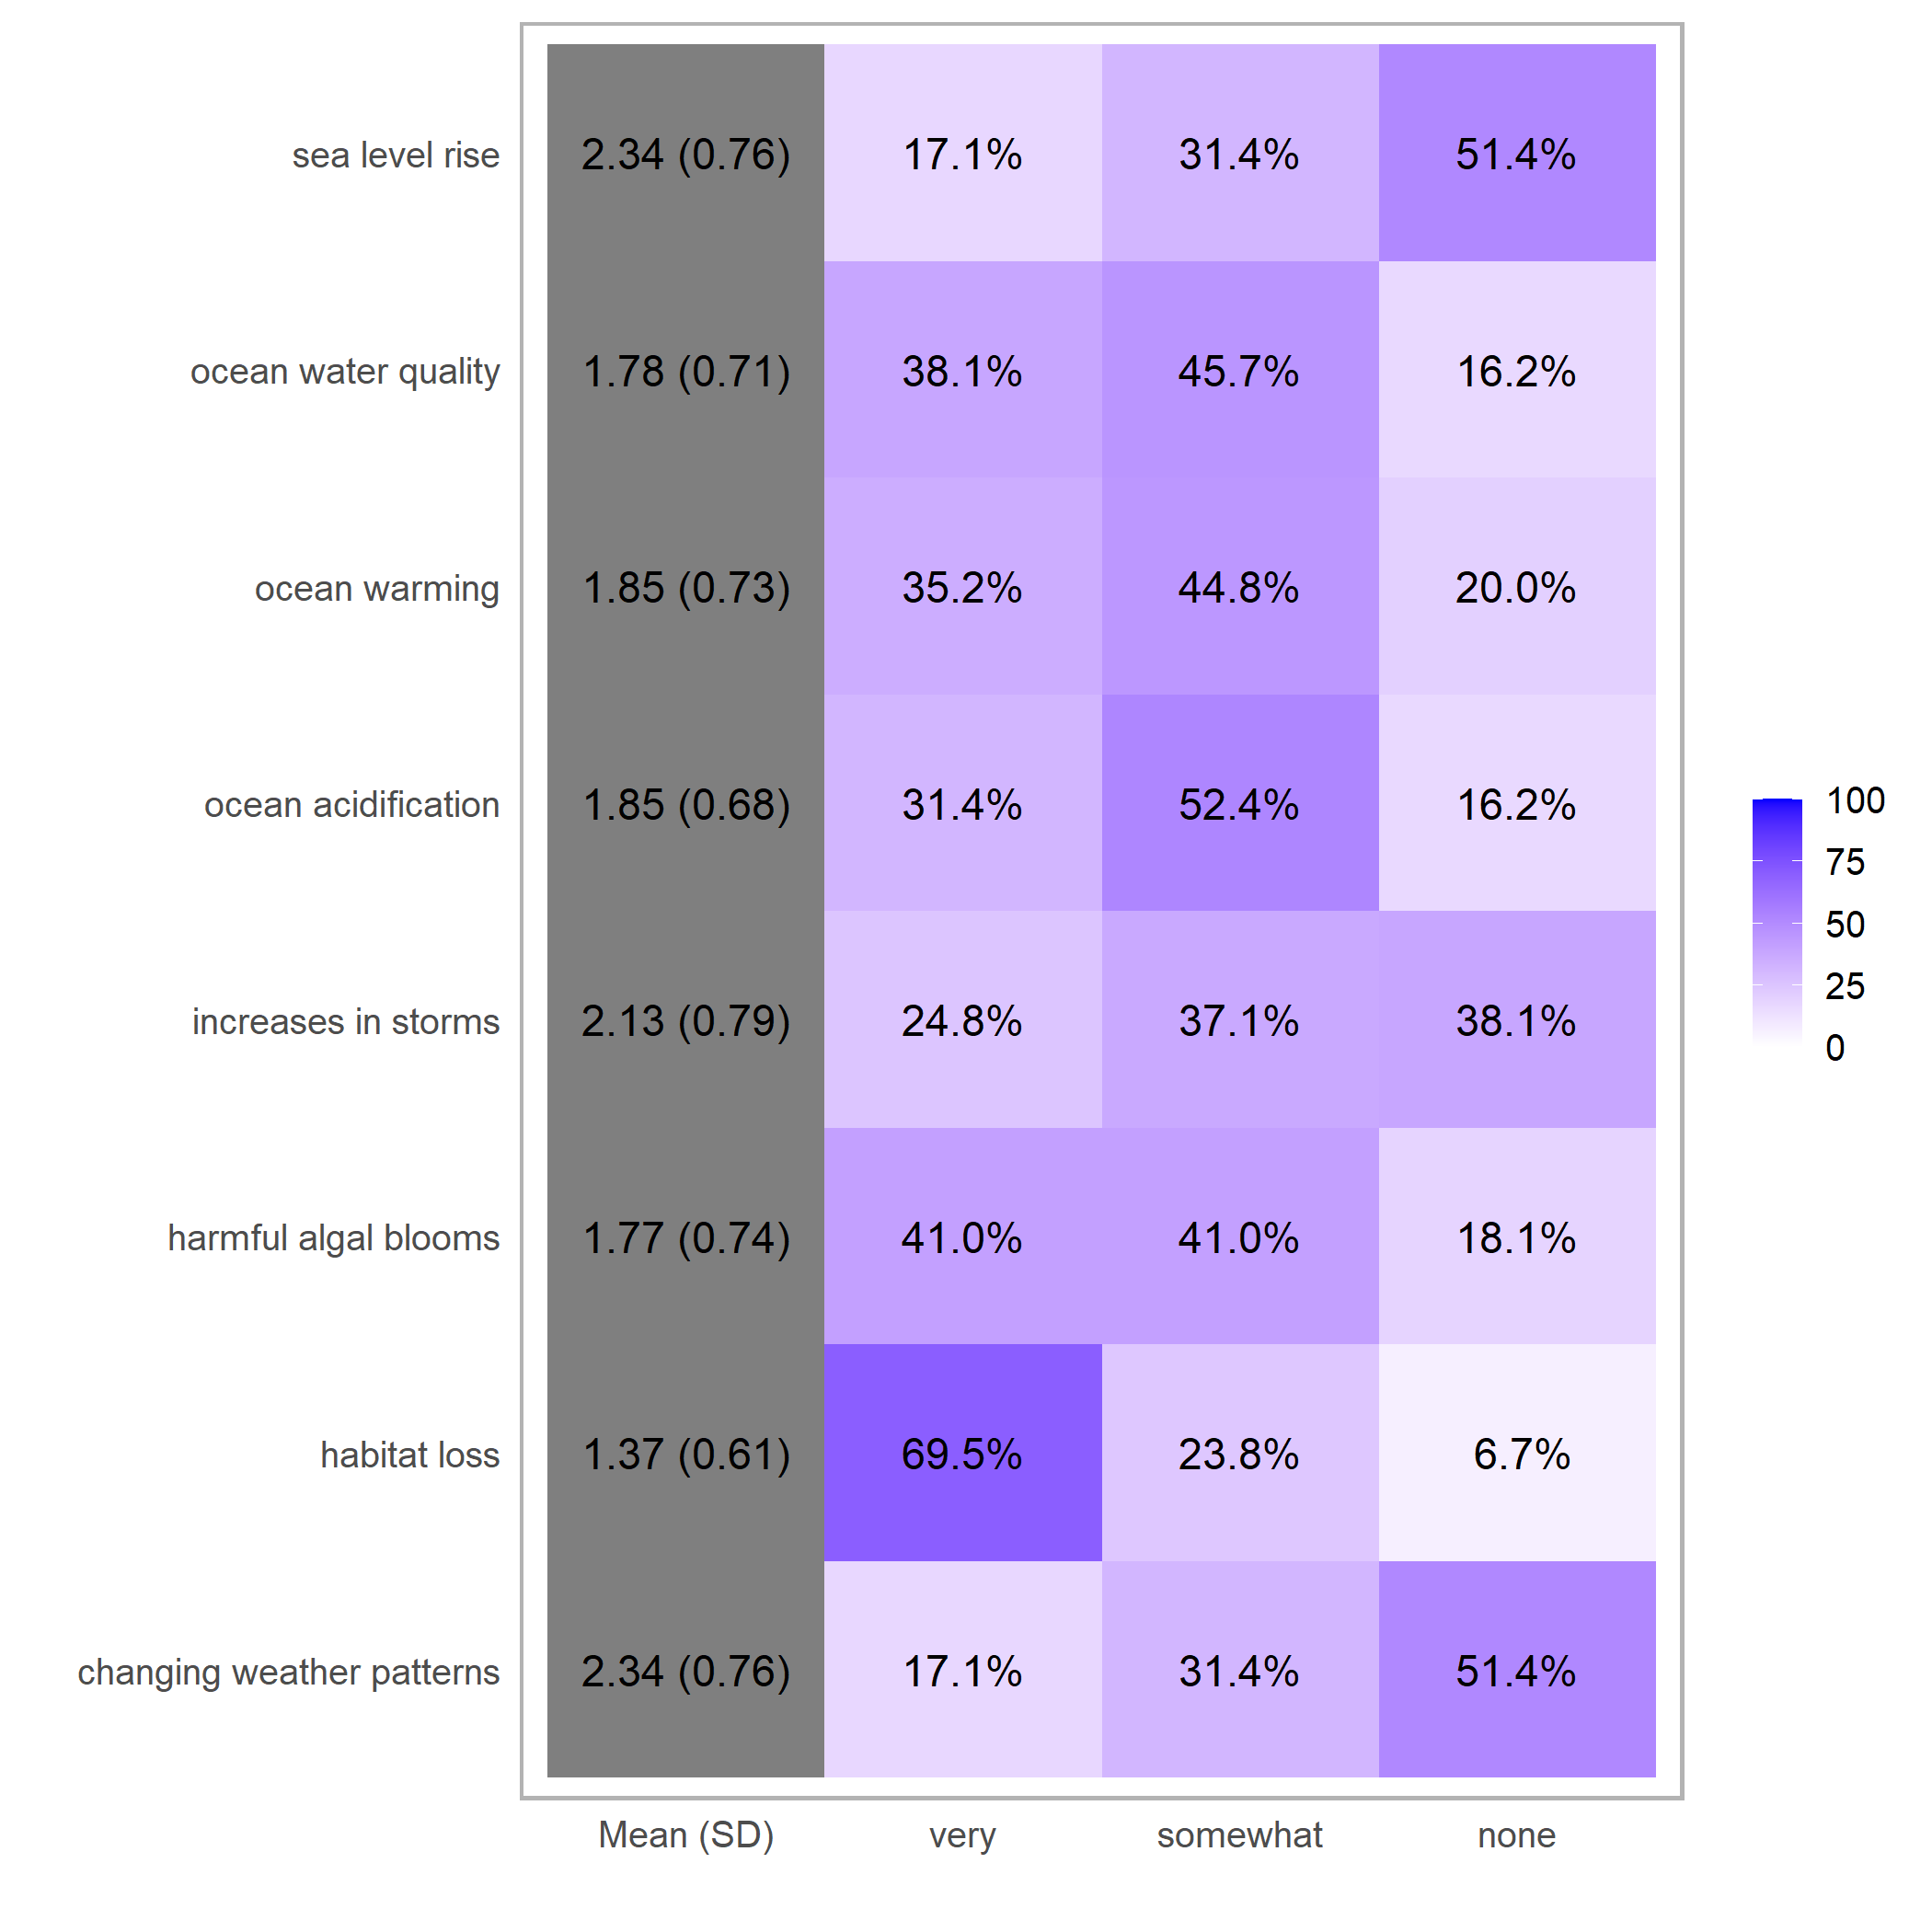 sea level rise 2.34 (0.76) 17.1% 31.4% 51.4%
ocean water quality 1.78 (0.71) 38.1% 45.7% 16.2%
ocean warming 1.85 (0.73) 35.2% 44.8% 20.0%
ocean acidification 1.85 (0.68) 31.4% 52.4% 16.2%
increases in storms 2.13 (0.79) 24.8% 37.1% 38.1%
harmful algal blooms 1.77 (0.74) 41.0% 41.0% 18.1%
habitat loss 1.37 (0.61) 69.5% 23.8% 6.7%
changing weather patterns 2.34 (0.76) 17.1% 31.4% 51.4%
Mean (SD) very somewhat none
100
75
50
25
0